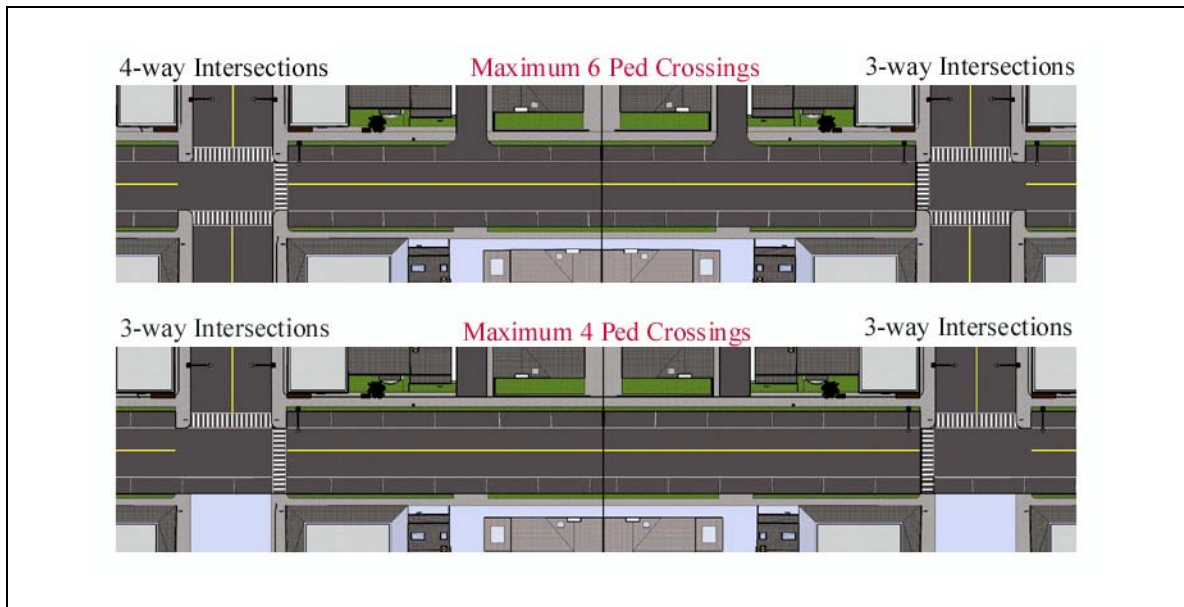 4-way Intersections
Maximum 6 Ped Crossings
3-way Intersections
3-way Intersections
Maximum 4 Ped Crossings
3-way Intersections